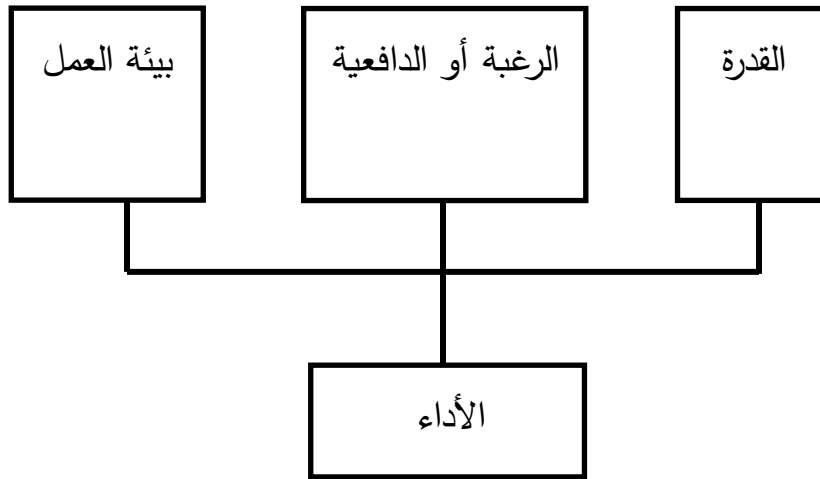 القدرة
الرغبة أو الدافعية
بيئة العمل
الأداء